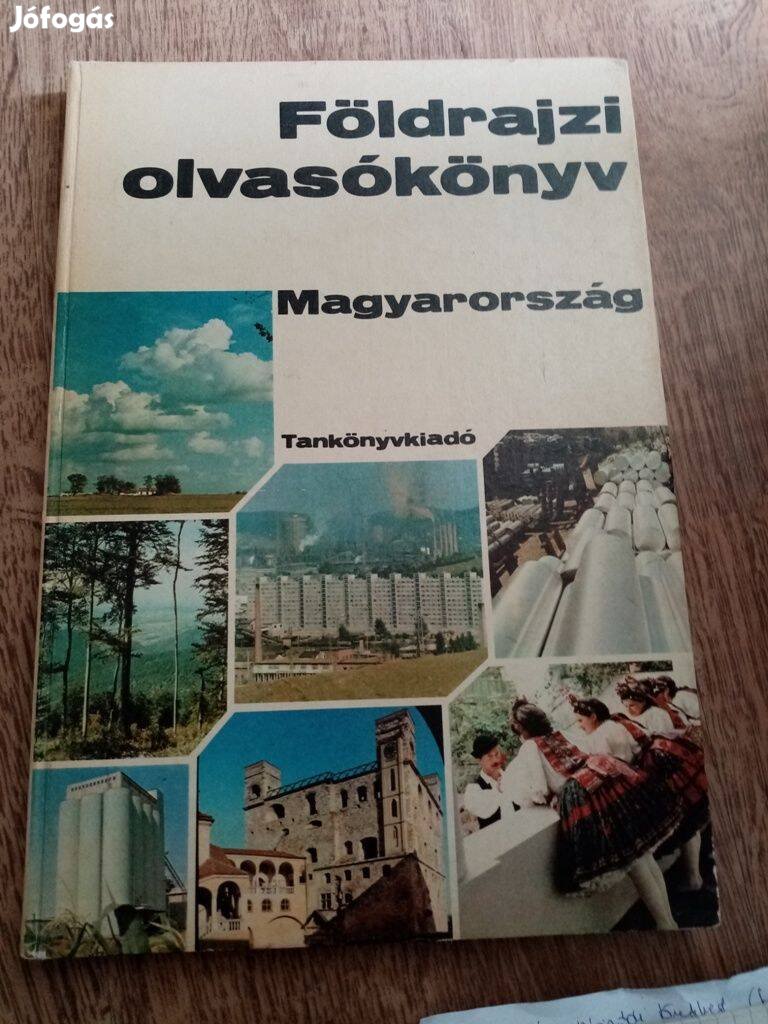 Jófogás
Földrajzi
olvasókönyv
Magyarország
Tankönyvkiadó